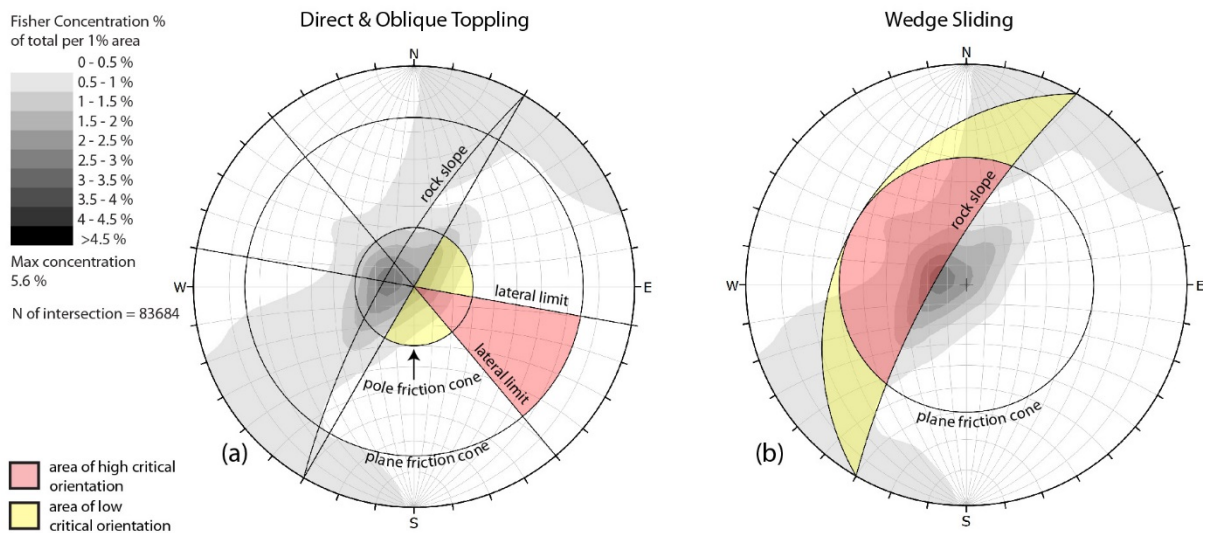 Fisher Concentration %
of total per 1% area
0 - 0.5 %
0.5 - 1 %
1 - 1.5 %
1.5 - 2 %
2 - 2.5 %
2.5 - 3 %
3 - 3.5 %
3.5 - 4 %
4 - 4.5 %
>4.5 %
Max concentration
5.6 %
N of intersection = 83684
area of high critical
orientation
area of low
critical orientation
Direct & Oblique Toppling
N
W
E
S
rock slope
lateral limit
lateral limit
pole friction cone
plane friction cone
(a)
Wedge Sliding
N
W
E
S
rock slope
plane friction cone
(b)